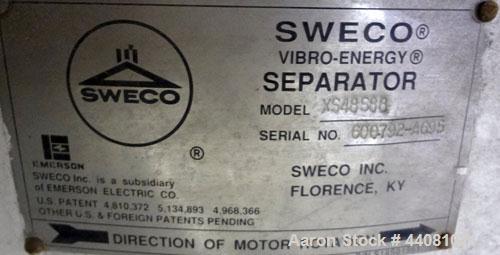 SWECO®
VIBRO-ENERGY®
SEPARATOR
MODEL XS48S88
SERIAL NO. 600792-A695
SWECO
®
EMERSON
SWECO Inc. is a subsidiary
of EMERSON ELECTRIC CO.
U.S. PATENT 4,810,372 5,134,893 4,968,366
OTHER U.S. & FOREIGN PATENTS PENDING
SWECO INC.
FLORENCE, KY
DIRECTION OF MOTOR
Aaron Stock #